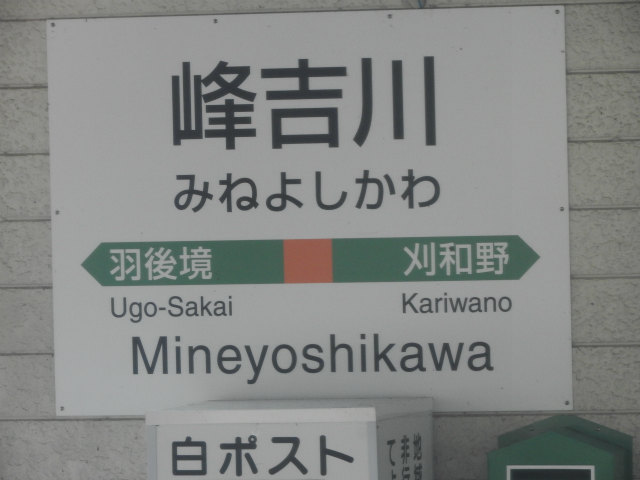 峰吉川
みねよしかわ
羽後境 刈和野
Ugo-Sakai Kariwano
Mineyoshikawa
白ポスト